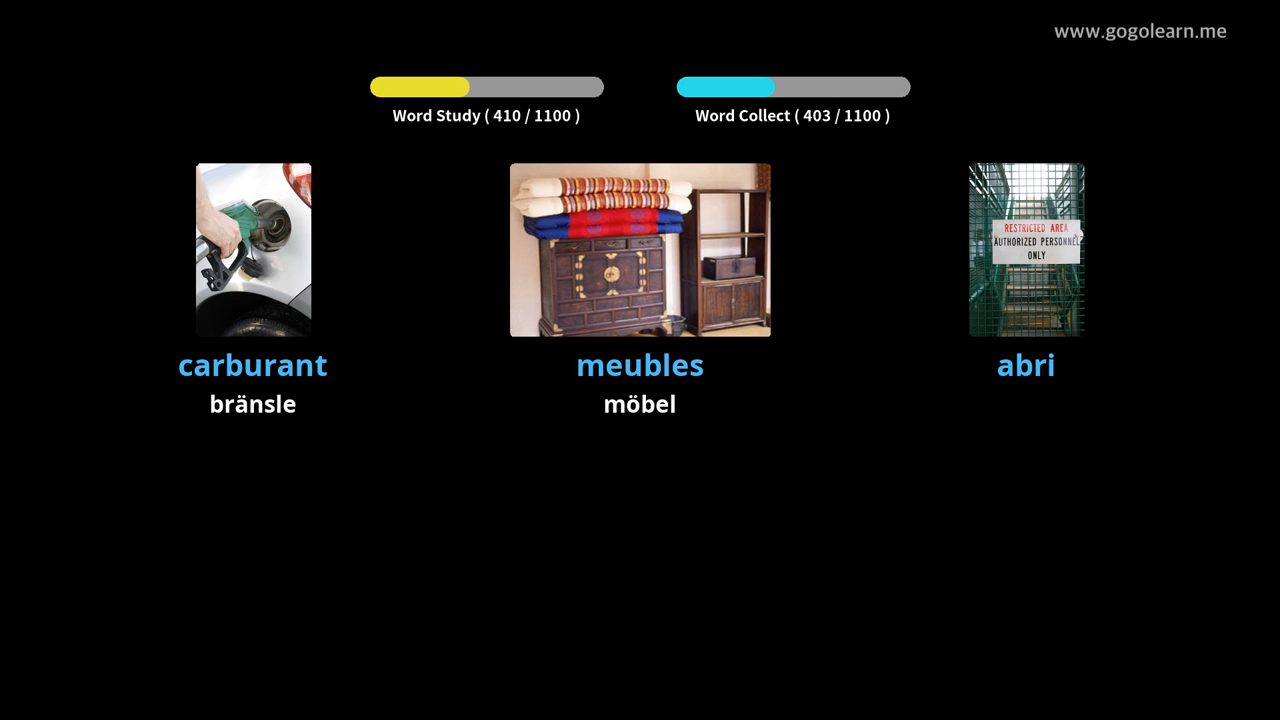 www.gogolearn.me
Word Study ( 410 / 1100 )
Word Collect ( 403 / 1100 )
RESTRICTED AREA
AUTHORIZED PERSONNEL
ONLY
carburant
meubles
abri
bränsle
möbel